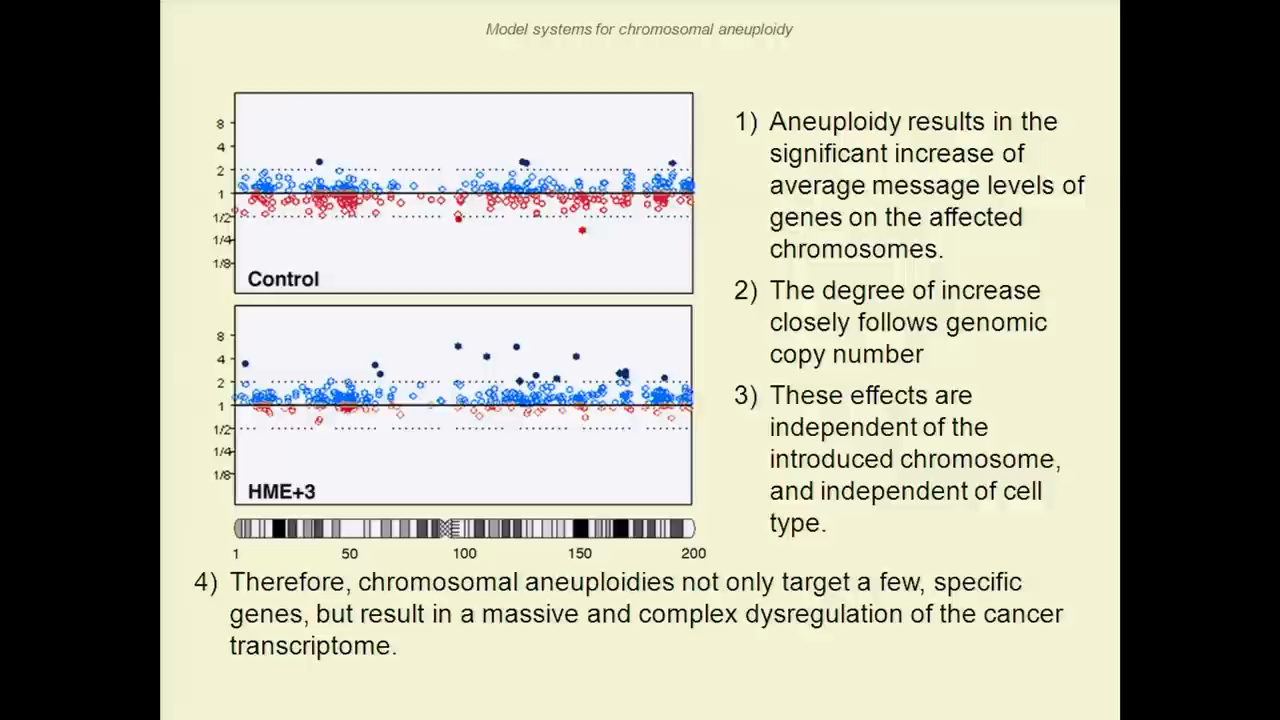 Model systems for chromosomal aneuploidy
8
4
2
1
1/2
1/4
1/8
Control
8
4
2
1
1/2
1/4
1/8
HME+3
1 50 100 150 200
1) Aneuploidy results in the
significant increase of
average message levels of
genes on the affected
chromosomes.
2) The degree of increase
closely follows genomic
copy number
3) These effects are
independent of the
introduced chromosome,
and independent of cell
type.
4) Therefore, chromosomal aneuploidies not only target a few, specific
genes, but result in a massive and complex dysregulation of the cancer
transcriptome.